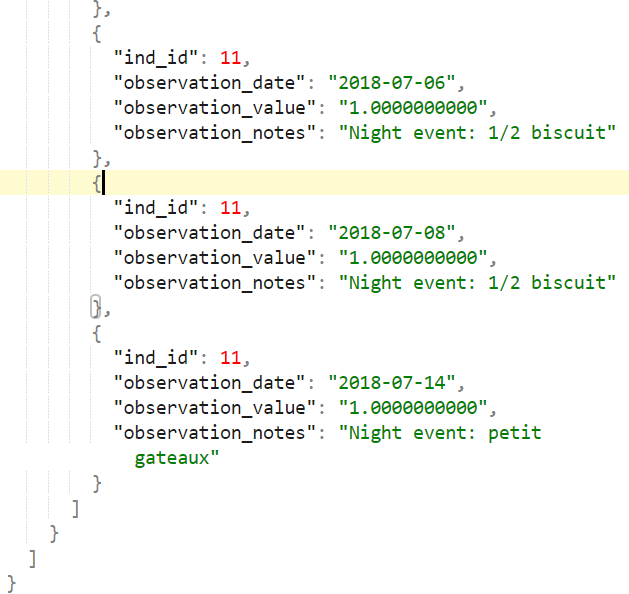 },
{
"ind_id": 11,
"observation_date": "2018-07-06",
"observation_value": "1.0000000000",
"observation_notes": "Night event: 1/2 biscuit"
},
{
"ind_id": 11,
"observation_date": "2018-07-08",
"observation_value": "1.0000000000",
"observation_notes": "Night event: 1/2 biscuit"
},
{
"ind_id": 11,
"observation_date": "2018-07-14",
"observation_value": "1.0000000000",
"observation_notes": "Night event: petit
gateaux"
}
]
}
]
}